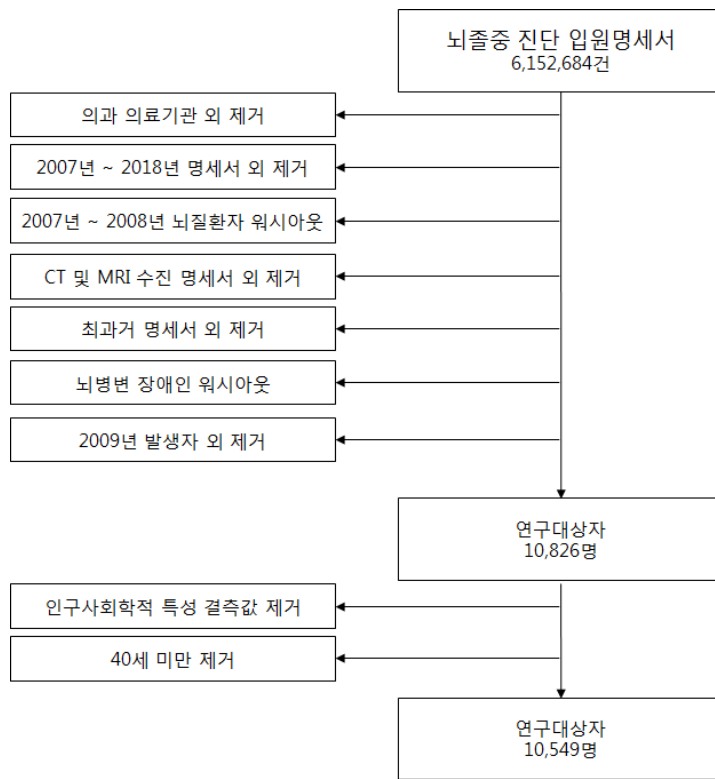 뇌졸중 진단 입원명세서
6,152,684건
의과 의료기관 외 제거
2007년 ~ 2018년 명세서 외 제거
2007년 ~ 2008년 뇌질환자 워시아웃
CT 및 MRI 수진 명세서 외 제거
최과거 명세서 외 제거
뇌병변 장애인 워시아웃
2009년 발생자 외 제거
연구대상자
10,826명
인구사회학적 특성 결측값 제거
40세 미만 제거
연구대상자
10,549명